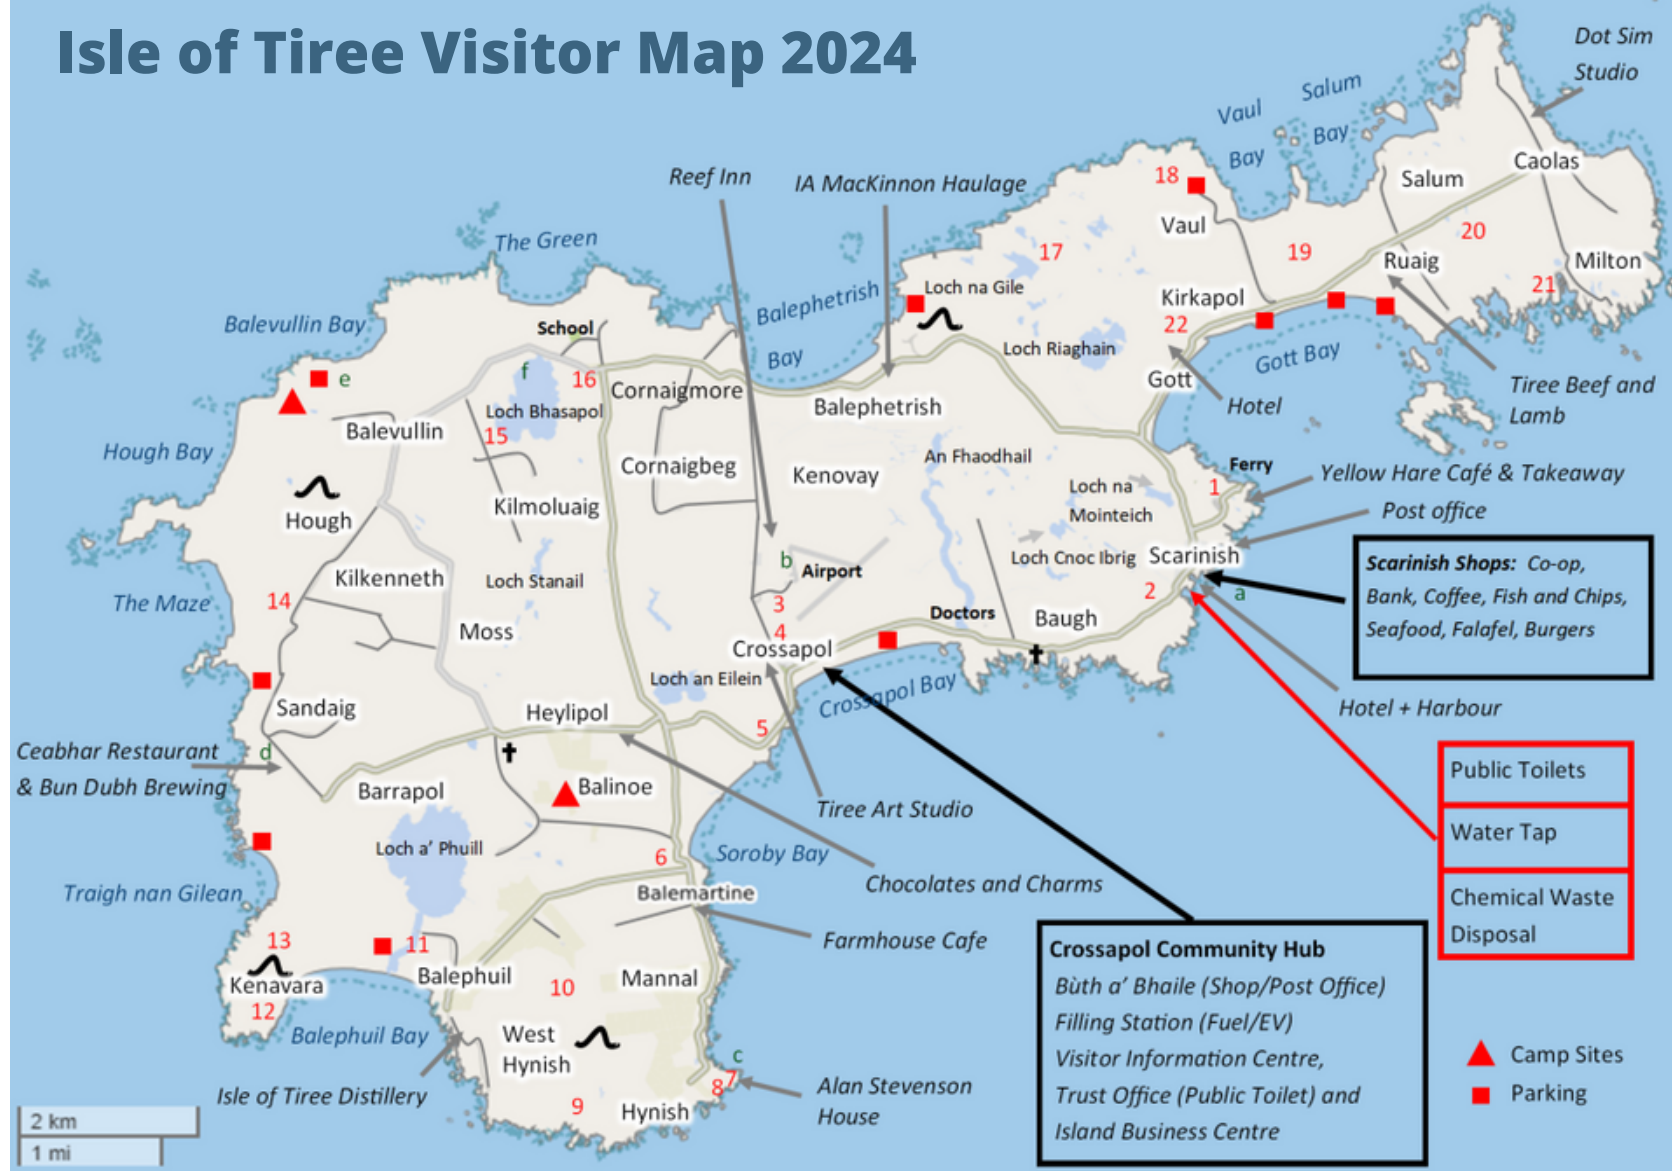 Isle of Tiree Visitor Map 2024
Dot Sim
Studio
Vaul
Bay
Salum
Bay
Reef Inn
IA MacKinnon Haulage
18
Vaul
Salum
Caolas
17
19
20
Ruaig
Milton
21
The Green
Balephetrish
Bay
Loch na Gile
Kirkapol
22
Balevullin Bay
School
Loch Riaghain
Gott Bay
Gott
Hotel
Tiree Beef and
Lamb
e
f
16
Cornaigmore
Loch Bhasapol
Balephetrish
Balevullin
15
Hough Bay
Cornaigbeg
Kenovay
An Fhaodhail
Ferry
Yellow Hare Café & Takeaway
Loch na
Mointeich
1
Post office
Kilmoluaig
Hough
Scarinish
Loch Cnoc Ibrig
Scarinish Shops: Co-op,
Bank, Coffee, Fish and Chips,
Seafood, Falafel, Burgers
b
Airport
Kilkenneth
Loch Stanail
The Maze
14
3
2
a
4
Doctors
Baugh
Moss
Crossapol
Loch an Eilein
Crossapol Bay
Hotel + Harbour
Sandaig
Heylipol
5
Ceabhar Restaurant
& Bun Dubh Brewing
d
Barrapol
Balinoe
Tiree Art Studio
Public Toilets
Water Tap
Chemical Waste
Disposal
Loch a' Phuill
6
Soroby Bay
Traigh nan Gilean
Balemartine
Chocolates and Charms
Farmhouse Cafe
13
11
Kenavara
12
Balephuil
10
Mannal
Balephuil Bay
West
Hynish
Isle of Tiree Distillery
c
7
8
9
Hynish
Alan Stevenson
House
Crossapol Community Hub
Bùth a' Bhaile (Shop/Post Office)
Filling Station (Fuel/EV)
Visitor Information Centre,
Trust Office (Public Toilet) and
Island Business Centre
Camp Sites
Parking
2 km
1 mi